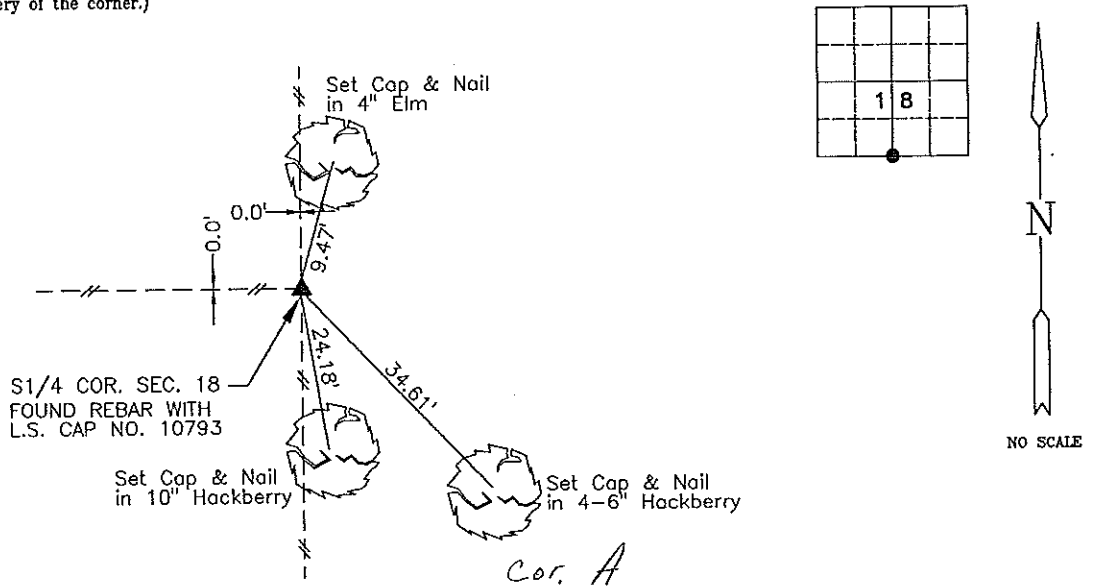 ery of the corner.)
Set Cap & Nail
in 4" Elm
18
0.0'
0.0'
9.47'
N
24.18'
34.61'
S1/4 COR. SEC. 18
FOUND REBAR WITH
L.S. CAP NO. 10793
NO SCALE
Set Cap & Nail
in 10" Hackberry
Set Cap & Nail
in 4-6" Hackberry
Cor. A